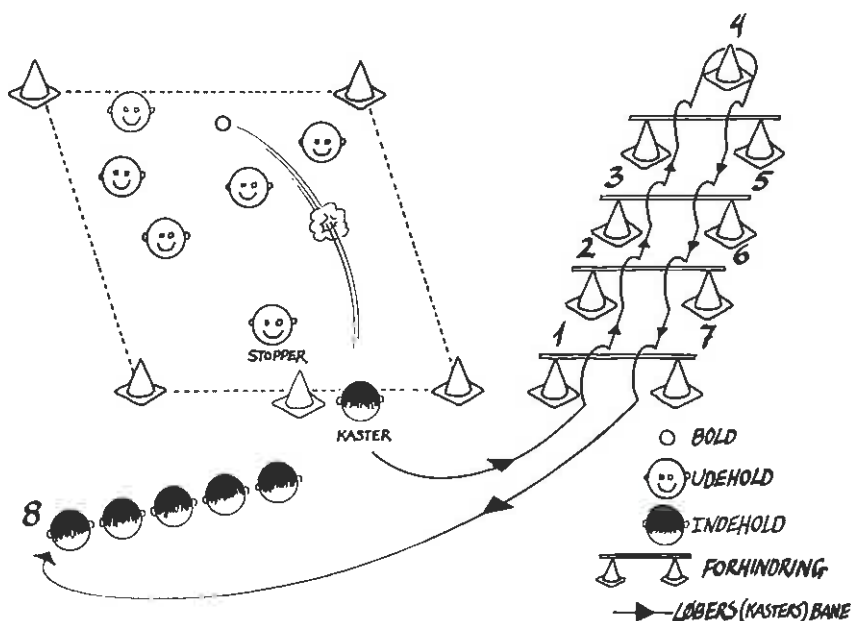 4
3
5
2
6
1
7
STOPPER
KASTER
8
BOLD
UDEHOLD
INDEHOLD
FORHINDRING
LØBERS (KASTERS) BANE